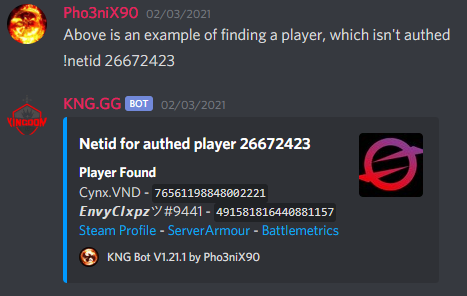 Pho3niX90 02/03/2021
Above is an example of finding a player, which isn't authed
!netid 26672423
KINGDOM
KNG.GG BOT 02/03/2021
Netid for authed player 26672423
Player Found
Cynx.VND - 76561198848002221
𝙀𝙣𝙫𝙮𝘾𝙡𝙭𝙥𝙯ツ#9441 - 491581816440881157
Steam Profile - ServerArmour - Battlemetrics
KNG Bot V1.21.1 by Pho3niX90